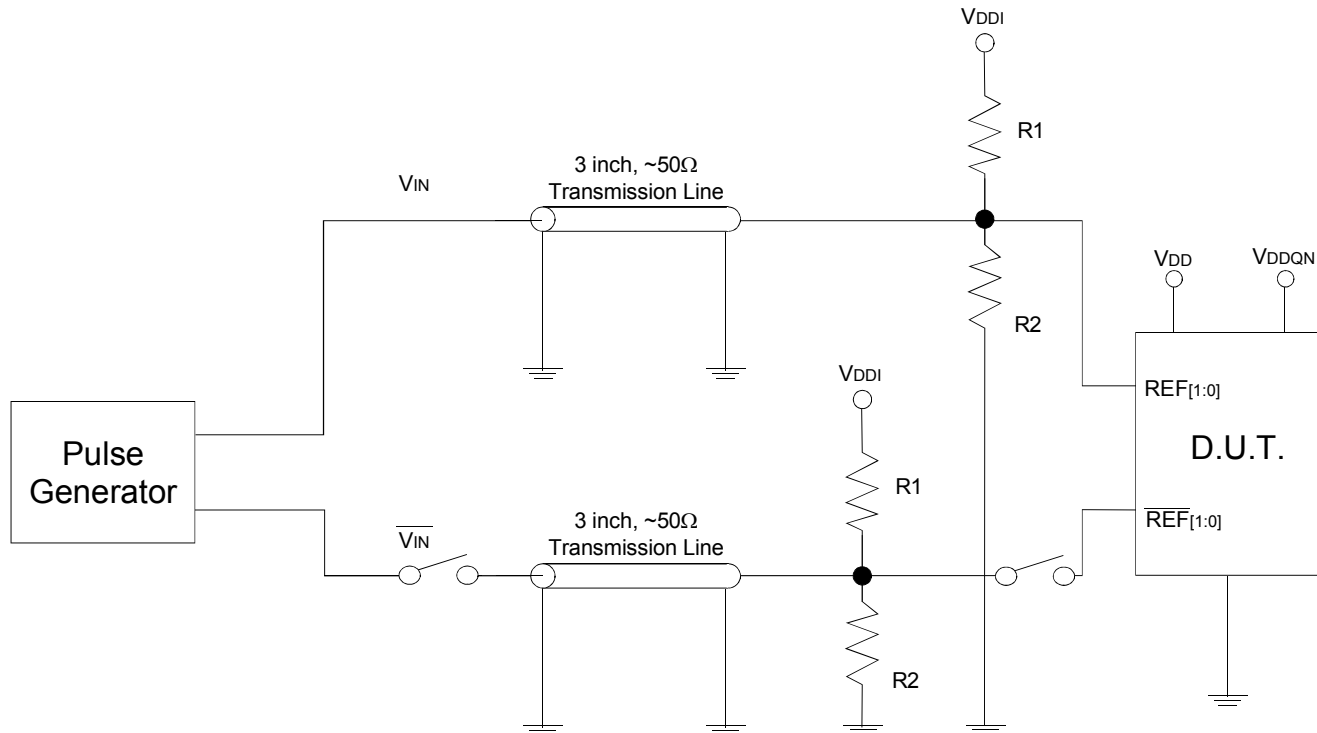 VDDI
R1
3 inch, ~50Ω
Transmission Line
VIN
R2
VDD
VDDQN
REF[1:0]
D.U.T.
REF[1:0]
VDDI
R1
Pulse
Generator
VIN
3 inch, ~50Ω
Transmission Line
R2